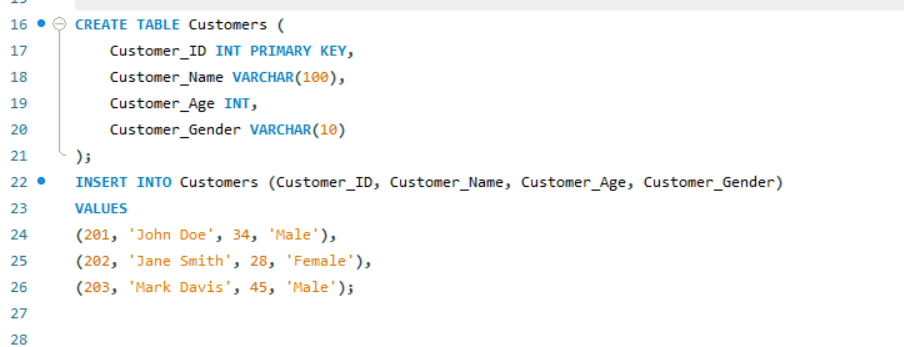 16 CREATE TABLE Customers (
17 Customer_ID INT PRIMARY KEY,
18 Customer_Name VARCHAR(100),
19 Customer_Age INT,
20 Customer_Gender VARCHAR(10)
21 );
22 INSERT INTO Customers (Customer_ID, Customer_Name, Customer_Age, Customer_Gender)
23 VALUES
24 (201, 'John Doe', 34, 'Male'),
25 (202, 'Jane Smith', 28, 'Female'),
26 (203, 'Mark Davis', 45, 'Male');
27
28